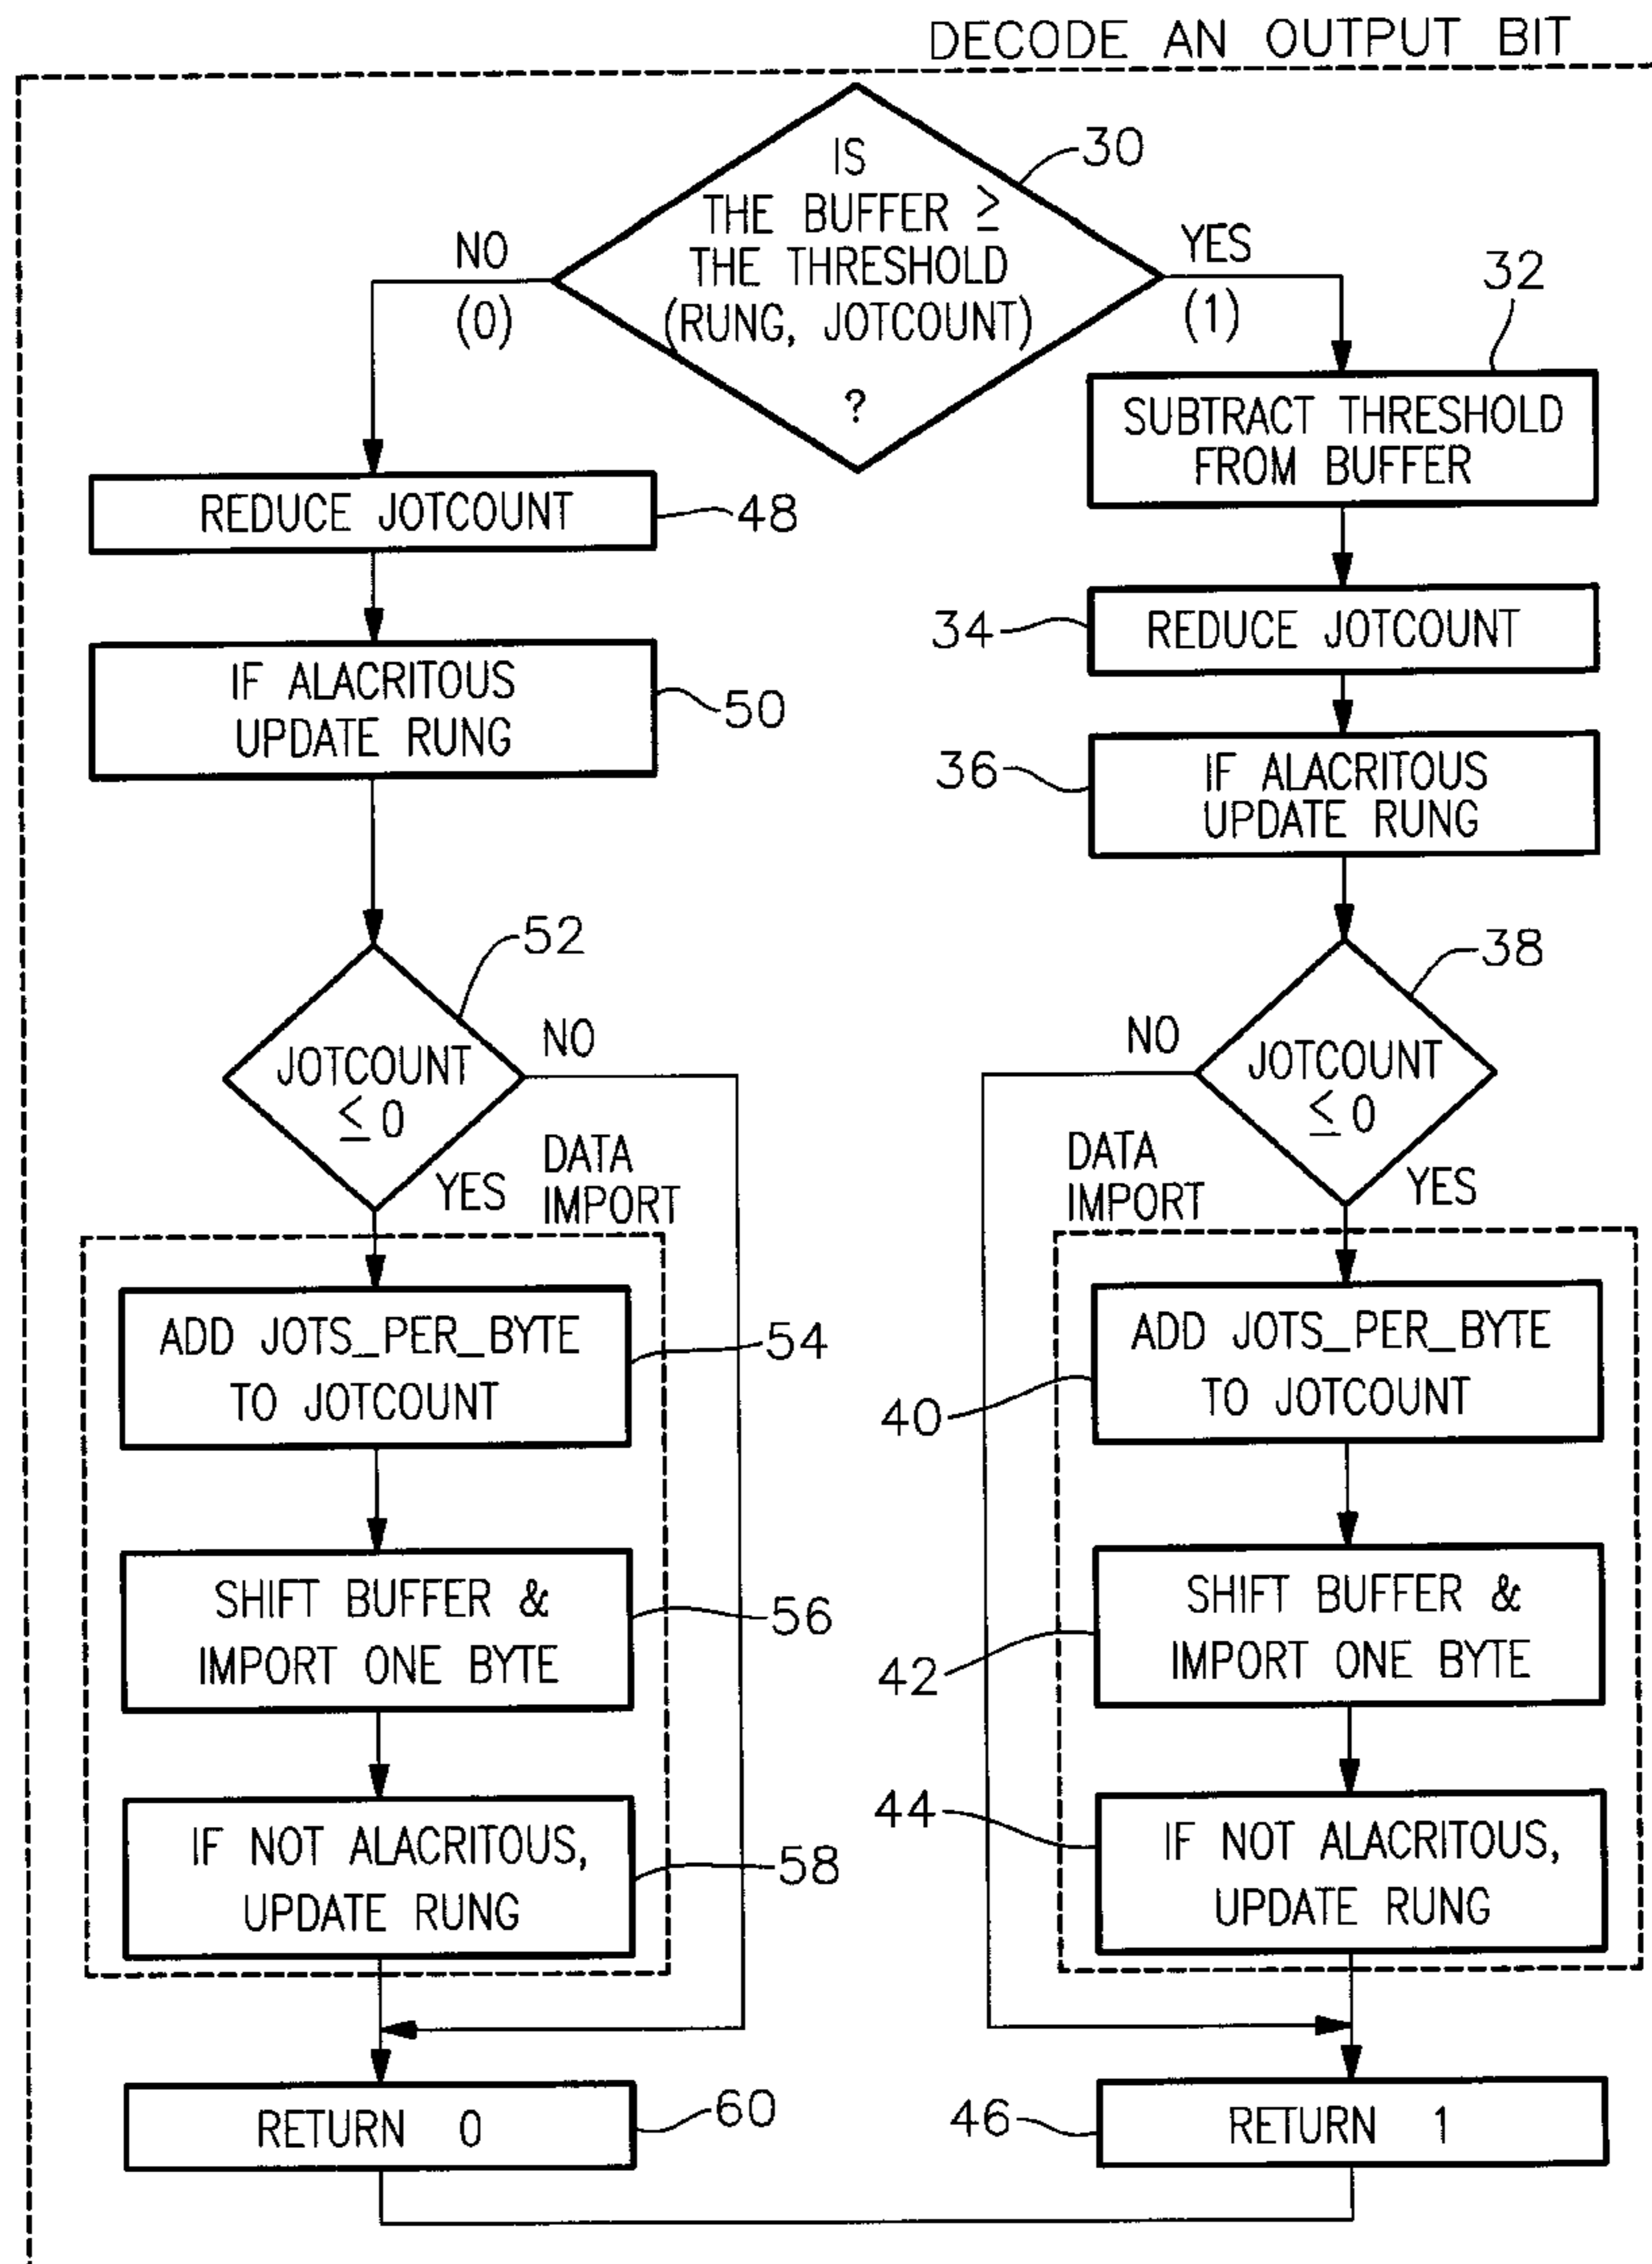 DECODE AN OUTPUT BIT
IS
THE BUFFER ≥
THE THRESHOLD
(RUNG, JOTCOUNT)
?
30
NO
(0)
YES
(1)
32
SUBTRACT THRESHOLD
FROM BUFFER
REDUCE JOTCOUNT
48
34
REDUCE JOTCOUNT
IF ALACRITOUS
UPDATE RUNG
50
36
IF ALACRITOUS
UPDATE RUNG
52
JOTCOUNT
≤ 0
NO
YES
DATA
IMPORT
38
NO
JOTCOUNT
≤ 0
DATA
IMPORT
YES
ADD JOTS_PER_BYTE
TO JOTCOUNT
54
ADD JOTS_PER_BYTE
TO JOTCOUNT
40
SHIFT BUFFER &
IMPORT ONE BYTE
56
SHIFT BUFFER &
IMPORT ONE BYTE
42
IF NOT ALACRITOUS,
UPDATE RUNG
58
44
IF NOT ALACRITOUS,
UPDATE RUNG
RETURN 0
60
46
RETURN 1